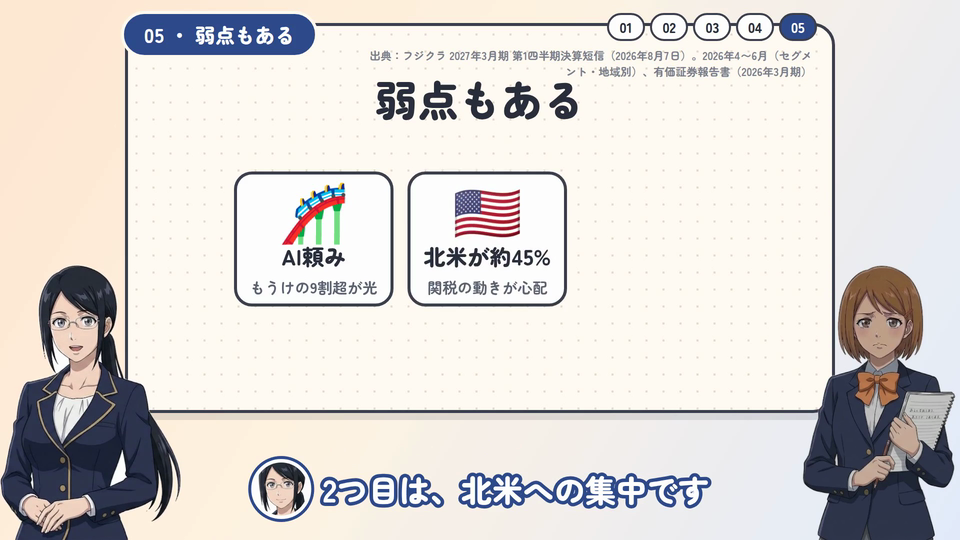 05 ・ 弱点もある
01 02 03 04 05
出典：フジクラ 2027年3月期 第1四半期決算短信（2026年8月7日）。2026年4〜6月（セグメ
ント・地域別）、有価証券報告書（2026年3月期）
弱点もある
AI頼み
もうけの9割超が光
北米が約45%
関税の動きが心配
2つ目は、北米への集中です